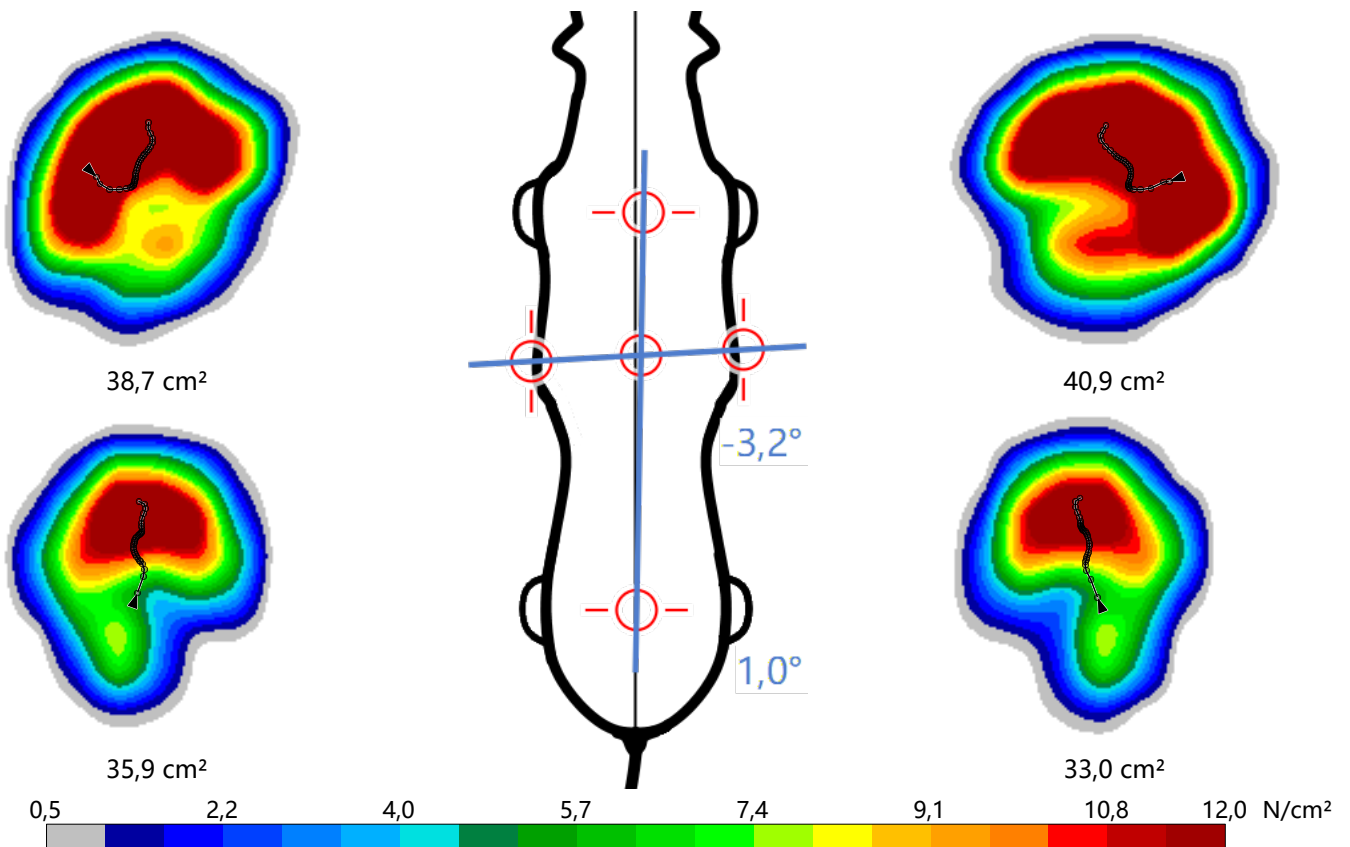 38,7 cm²
40,9 cm²
-3,2°
1,0°
35,9 cm²
33,0 cm²
0,5 2,2 4,0 5,7 7,4 9,1 10,8 12,0 N/cm²